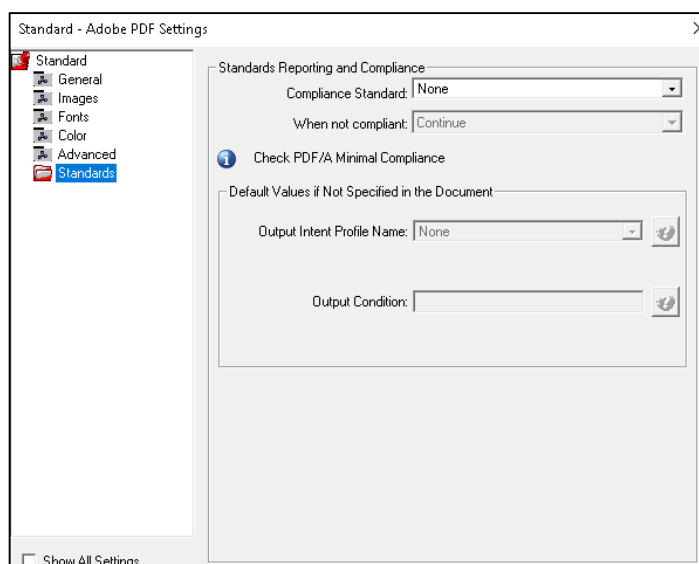 Standard - Adobe PDF Settings
Standard
General
Images
Fonts
Color
Advanced
Standards
Standards Reporting and Compliance
Compliance Standard: None
When not compliant: Continue
Check PDF/A Minimal Compliance
Default Values if Not Specified in the Document
Output Intent Profile Name: None
Output Condition:
Show All Settings